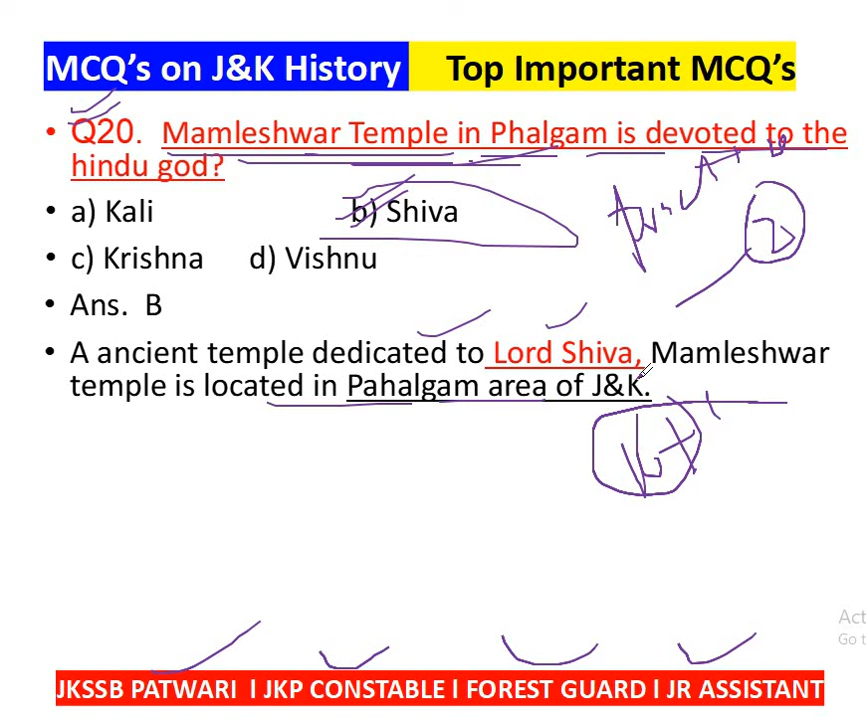 MCQ's on J&K History Top Important MCQ's
• Q20. Mamleshwar Temple in Phalgam is devoted to the
hindu god?
• a) Kali b) Shiva
• c) Krishna d) Vishnu
• Ans. B
• A ancient temple dedicated to Lord Shiva, Mamleshwar
temple is located in Pahalgam area of J&K.
Act
Go t
JKSSB PATWARI l JKP CONSTABLE l FOREST GUARD l JR ASSISTANT